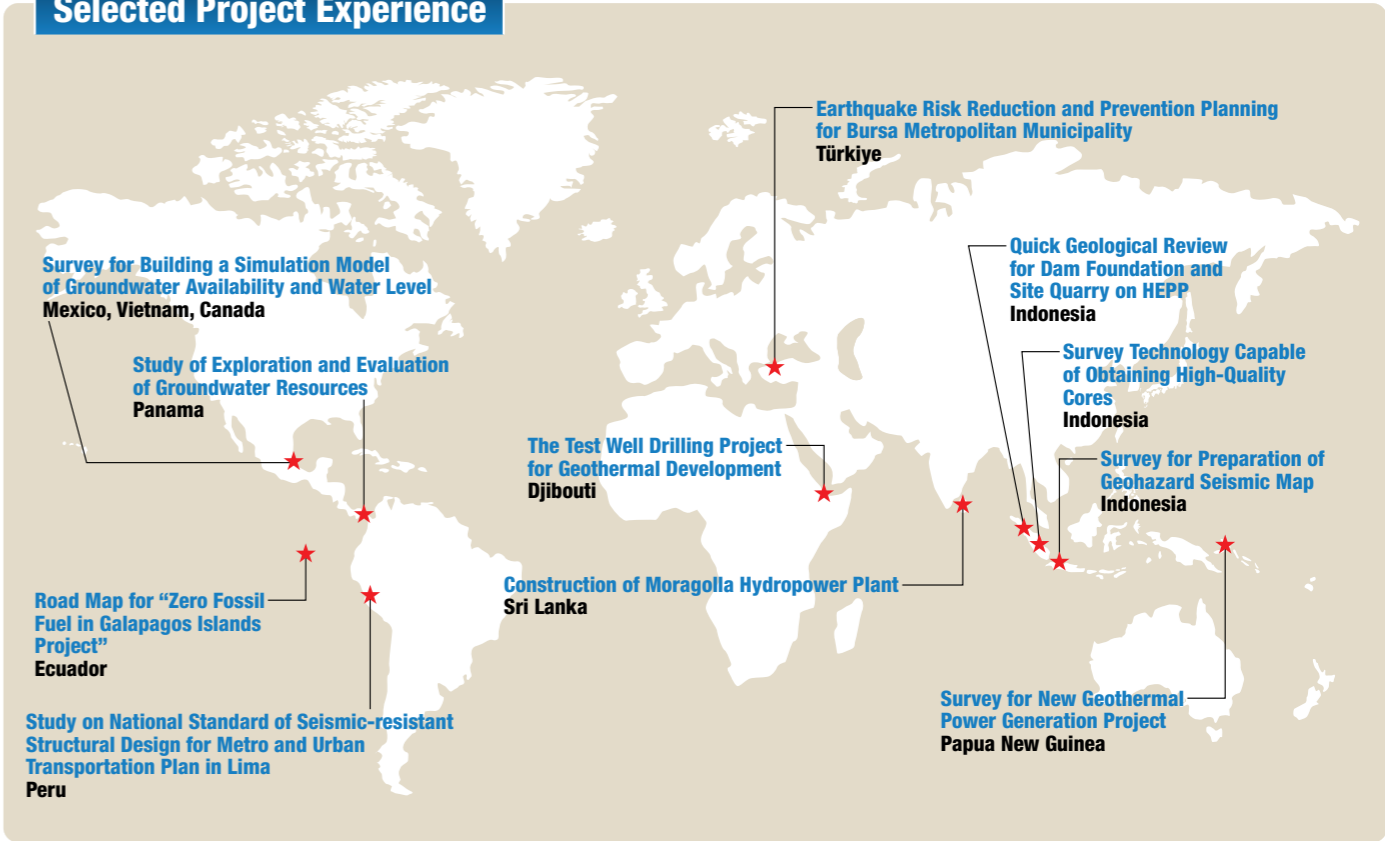 Selected Project Experience
Earthquake Risk Reduction and Prevention Planning
for Bursa Metropolitan Municipality
Türkiye
Quick Geological Review
for Dam Foundation and
Site Quarry on HEPP
Indonesia
Survey for Building a Simulation Model
of Groundwater Availability and Water Level
Mexico, Vietnam, Canada
Study of Exploration and Evaluation
of Groundwater Resources
Panama
Survey Technology Capable
of Obtaining High-Quality
Cores
Indonesia
The Test Well Drilling Project
for Geothermal Development
Djibouti
Survey for Preparation of
Geohazard Seismic Map
Indonesia
Construction of Moragolla Hydropower Plant
Sri Lanka
Road Map for “Zero Fossil
Fuel in Galapagos Islands
Project”
Ecuador
Study on National Standard of Seismic-resistant
Structural Design for Metro and Urban
Transportation Plan in Lima
Peru
Survey for New Geothermal
Power Generation Project
Papua New Guinea